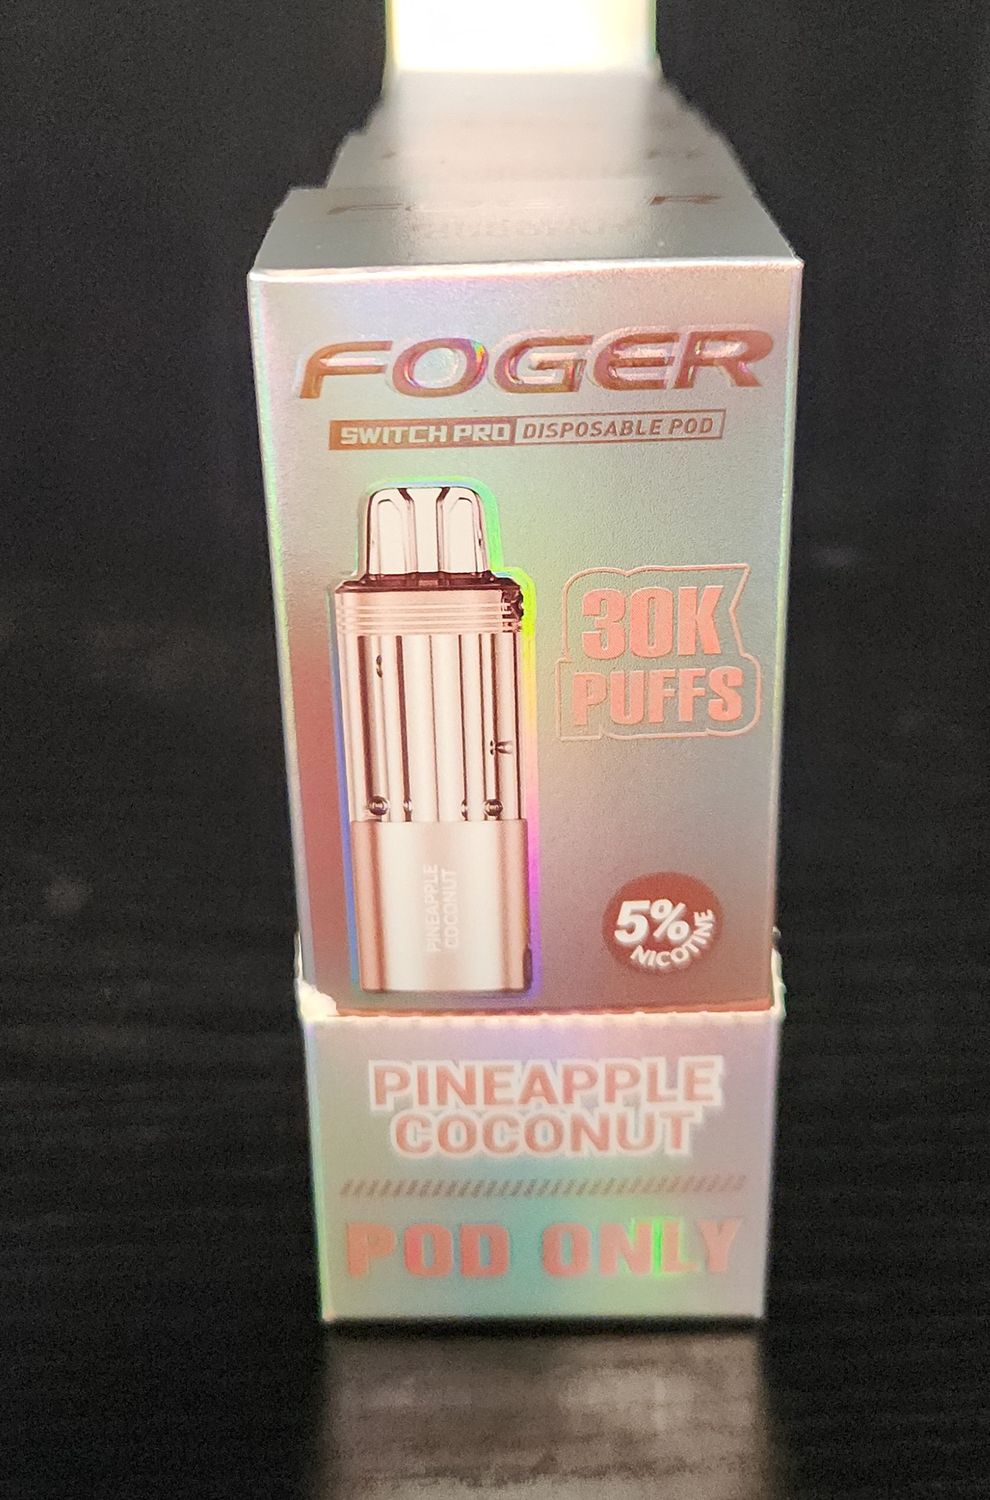 FOGER
SWITCH PRO DISPOSABLE POD
30K
PUFFS
PINEAPPLE
COCONUT
5%
NICOTINE
PINEAPPLE
COCONUT
POD ONLY